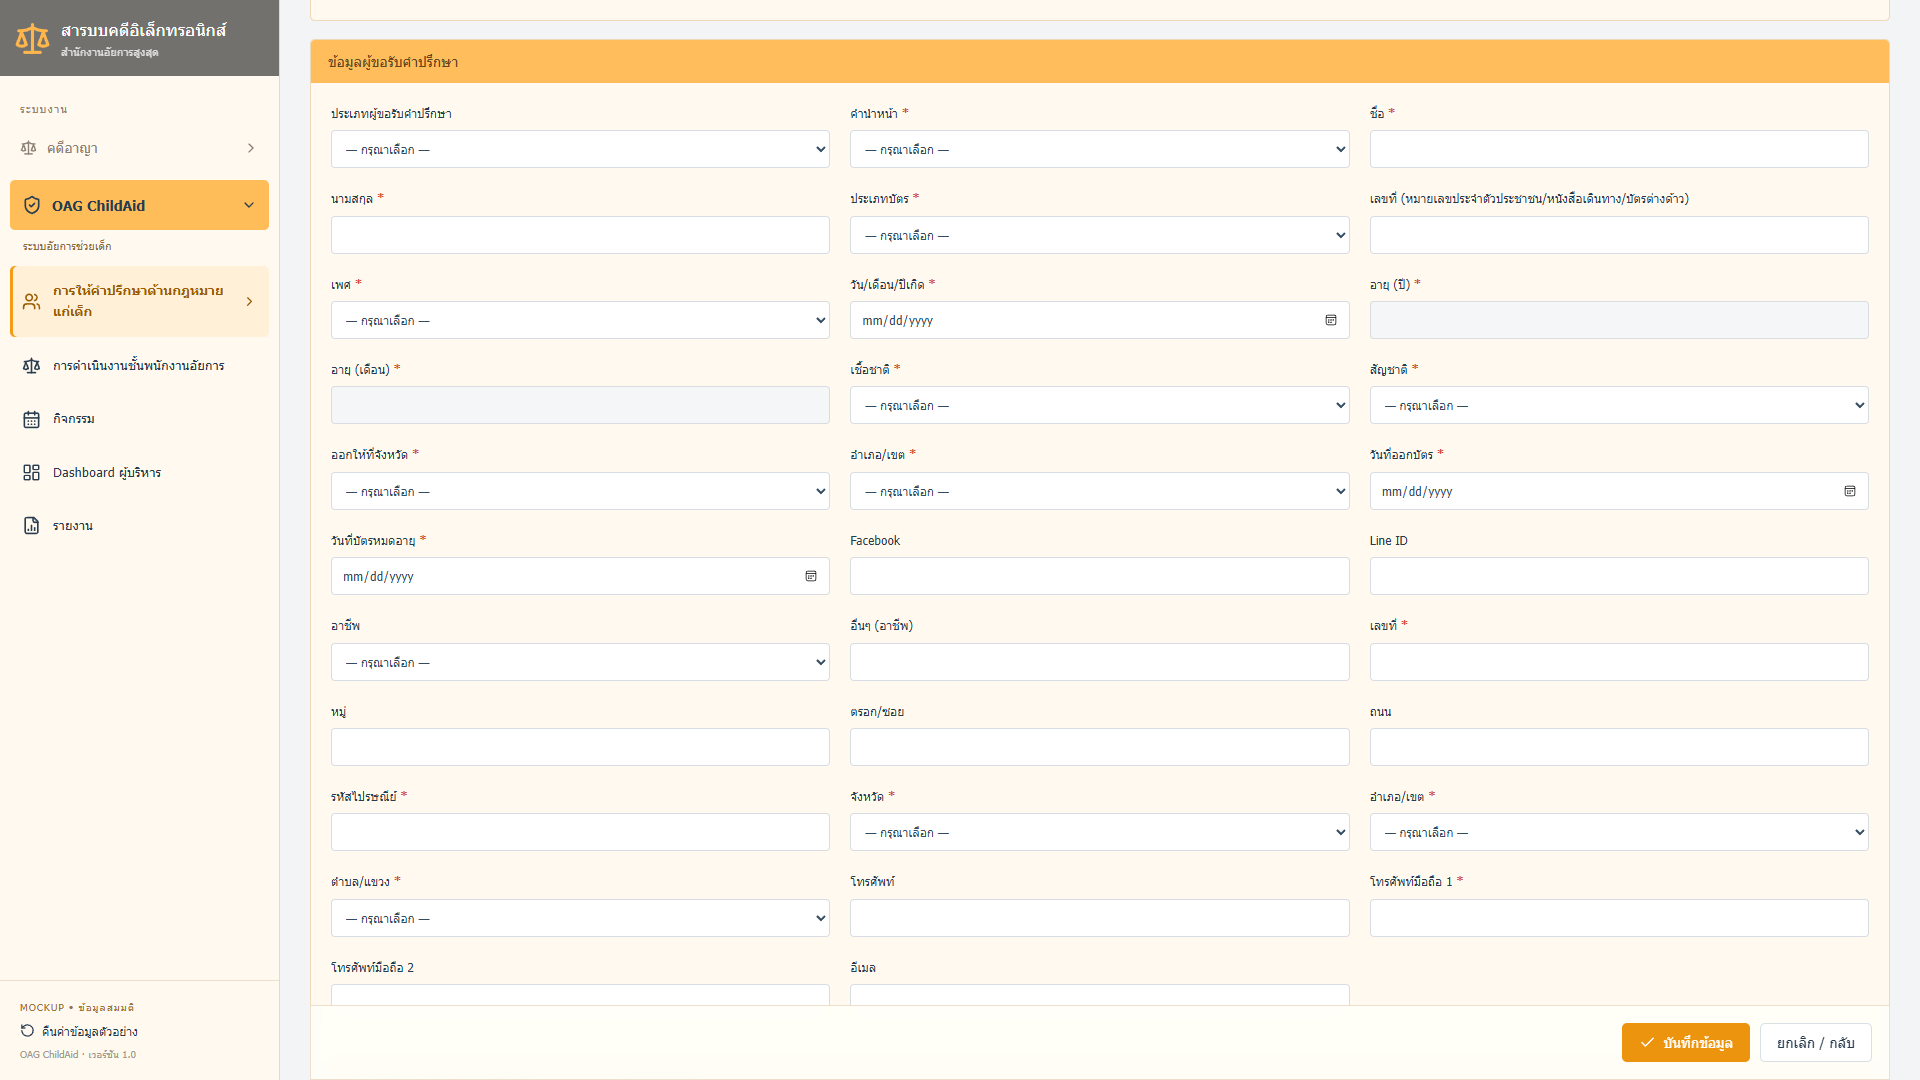 สารบบคดีอิเล็กทรอนิกส์
สำนักงานอัยการสูงสุด
ระบบงาน
คดีอาญา
OAG ChildAid
ระบบอัยการช่วยเด็ก
การให้คำปรึกษาด้านกฎหมาย
แก่เด็ก
การดำเนินงานชั้นพนักงานอัยการ
กิจกรรม
Dashboard ผู้บริหาร
รายงาน
MOCKUP • ข้อมูลสมมติ
คืนค่าข้อมูลตัวอย่าง
OAG ChildAid · เวอร์ชัน 1.0
ข้อมูลผู้ขอรับคำปรึกษา
ประเภทผู้ขอรับคำปรึกษา
คำนำหน้า *
ชื่อ *
— กรุณาเลือก —
— กรุณาเลือก —
นามสกุล *
ประเภทบัตร *
เลขที่ (หมายเลขประจำตัวประชาชน/หนังสือเดินทาง/บัตรต่างด้าว)
— กรุณาเลือก —
เพศ *
วัน/เดือน/ปีเกิด *
อายุ (ปี) *
— กรุณาเลือก —
mm/dd/yyyy
อายุ (เดือน) *
เชื้อชาติ *
สัญชาติ *
— กรุณาเลือก —
— กรุณาเลือก —
ออกให้ที่จังหวัด *
อำเภอ/เขต *
วันที่ออกบัตร *
— กรุณาเลือก —
— กรุณาเลือก —
mm/dd/yyyy
วันที่บัตรหมดอายุ *
Facebook
Line ID
mm/dd/yyyy
อาชีพ
อื่นๆ (อาชีพ)
เลขที่ *
— กรุณาเลือก —
หมู่
ตรอก/ซอย
ถนน
รหัสไปรษณีย์ *
จังหวัด *
อำเภอ/เขต *
— กรุณาเลือก —
— กรุณาเลือก —
ตำบล/แขวง *
โทรศัพท์
โทรศัพท์มือถือ 1 *
— กรุณาเลือก —
โทรศัพท์มือถือ 2
อีเมล
บันทึกข้อมูล
ยกเลิก / กลับ